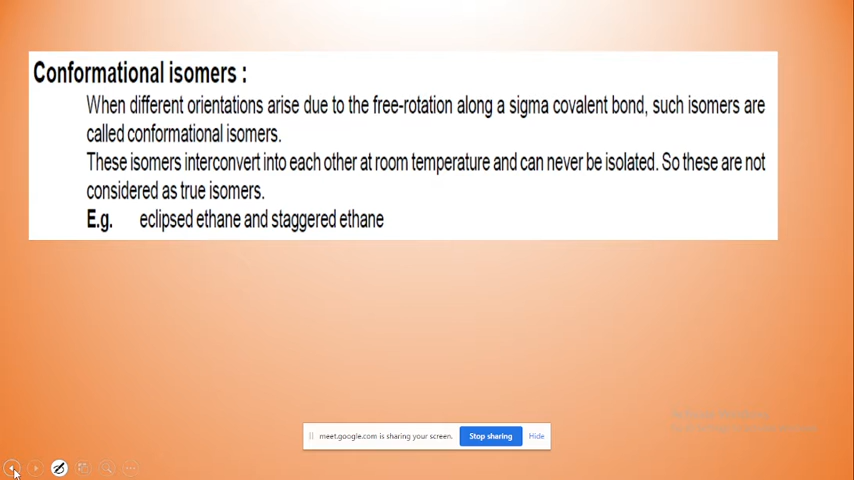 Conformational isomers :
When different orientations arise due to the free-rotation along a sigma covalent bond, such isomers are
called conformational isomers.
These isomers interconvert into each other at room temperature and can never be isolated. So these are not
considered as true isomers.
E.g. eclipsed ethane and staggered ethane
meet.google.com is sharing your screen. Stop sharing Hide